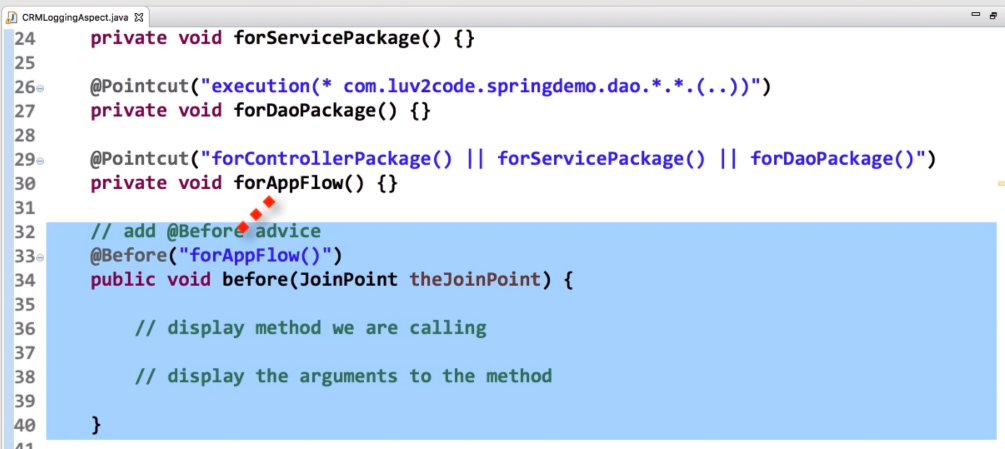 CRMLoggingAspect.java
24 private void forServicePackage() {}
25
26 @Pointcut("execution(* com.luv2code.springdemo.dao.*.*.(..))")
27 private void forDaoPackage() {}
28
29 @Pointcut("forControllerPackage() || forServicePackage() || forDaoPackage()")
30 private void forAppFlow() {}
31
32 // add @Before advice
33 @Before("forAppFlow()")
34 public void before(JoinPoint theJoinPoint) {
35
36 // display method we are calling
37
38 // display the arguments to the method
39
40 }
41